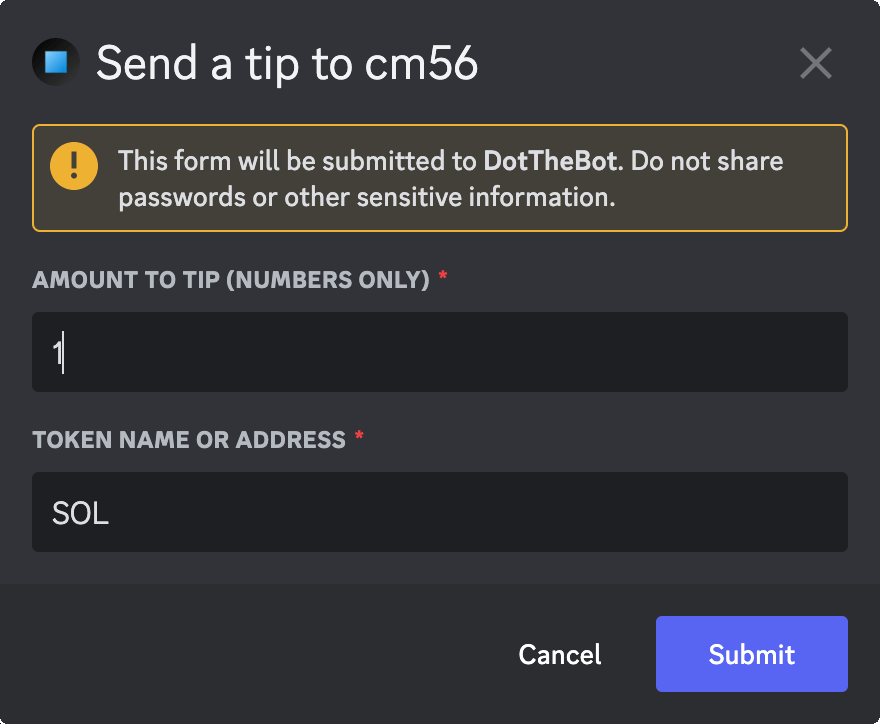 Send a tip to cm56
This form will be submitted to DotTheBot. Do not share
passwords or other sensitive information.
AMOUNT TO TIP (NUMBERS ONLY) *
1
TOKEN NAME OR ADDRESS *
SOL
Cancel
Submit